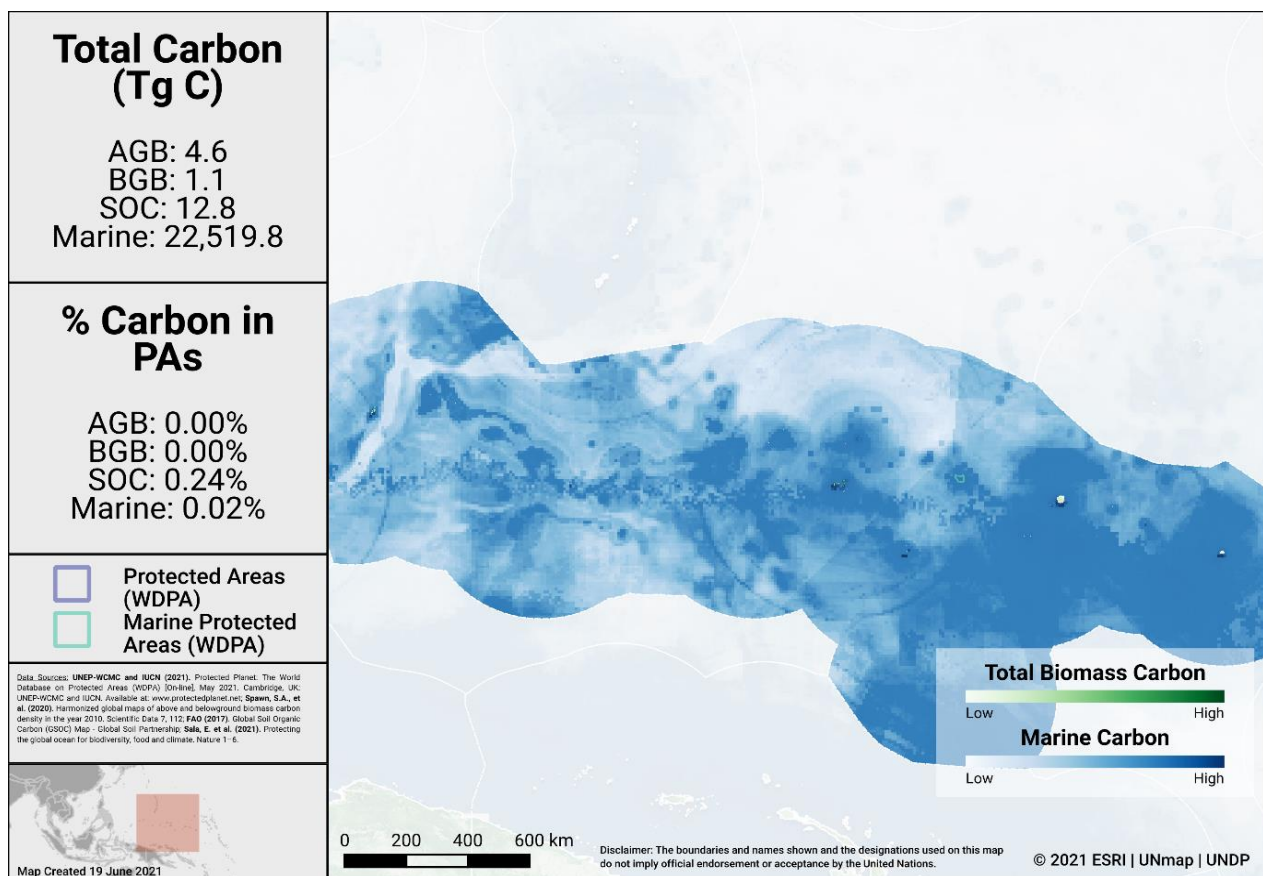 Total Carbon
(Tg C)
AGB: 4.6
BGB: 1.1
SOC: 12.8
Marine: 22,519.8
% Carbon in
PAs
AGB: 0.00%
BGB: 0.00%
SOC: 0.24%
Marine: 0.02%
Protected Areas
(WDPA)
Marine Protected
Areas (WDPA)
Data Sources: UNEP-WCMC and IUCN (2021). Protected Planet: The World
Database on Protected Areas (WDPA) [On-line], May 2021. Cambridge, UK:
UNEP-WCMC and IUCN. Available at: www.protectedplanet.net; Spawn, S.A., et
al. (2020). Harmonized global maps of above and belowground biomass carbon
density in the year 2010. Scientific Data 7, 112; FAO (2017). Global Soil Organic
Carbon (GSOC) Map - Global Soil Partnership; Sala, E. et al. (2021). Protecting
the global ocean for biodiversity, food and climate. Nature 1–6.
Map Created 19 June 2021
Total Biomass Carbon
Low High
Marine Carbon
Low High
0 200 400 600 km
Disclaimer: The boundaries and names shown and the designations used on this map
do not imply official endorsement or acceptance by the United Nations.
© 2021 ESRI | UNmap | UNDP